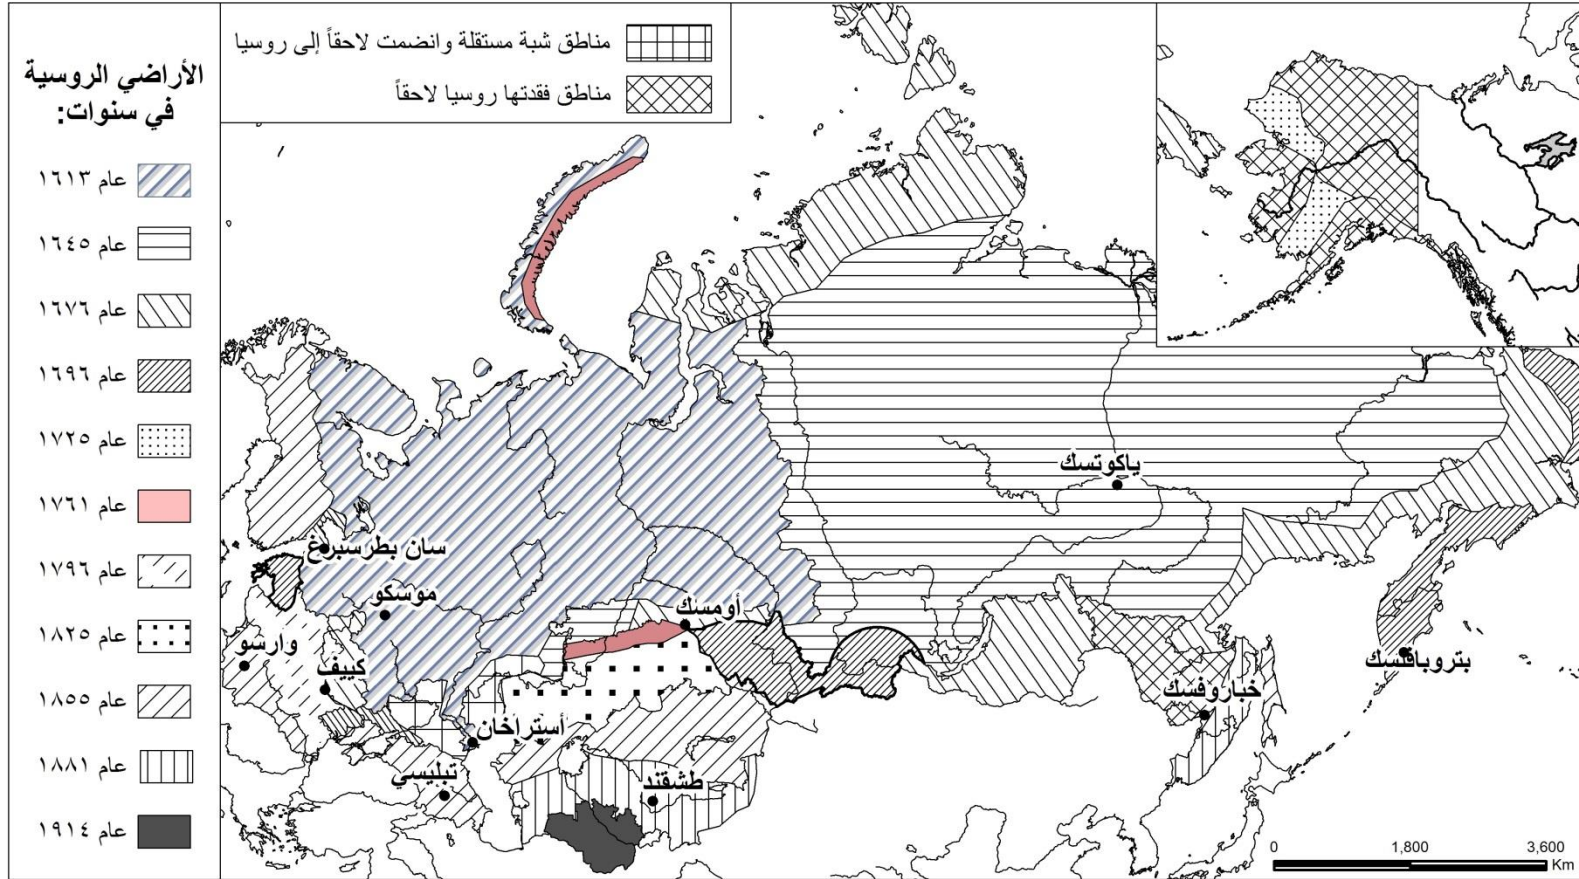 الأراضي الروسية
في سنوات:
عام ١٦١٣
عام ١٦٤٥
عام ١٦٧٦
عام ١٦٩٦
عام ١٧٢٥
عام ١٧٦١
عام ١٧٩٦
عام ١٨٢٥
عام ١٨٥٥
عام ١٨٨١
عام ١٩١٤
مناطق شبة مستقلة وانضمت لاحقاً إلى روسيا
مناطق فقدتها روسيا لاحقاً
ياكوتسك
سان بطرسبرغ
موسكو
أومسك
وارسو
كييف
بتروبافلسك
خباروفسك
أستراخان
تبليسي
طشقند
0 1,800 3,600
Km